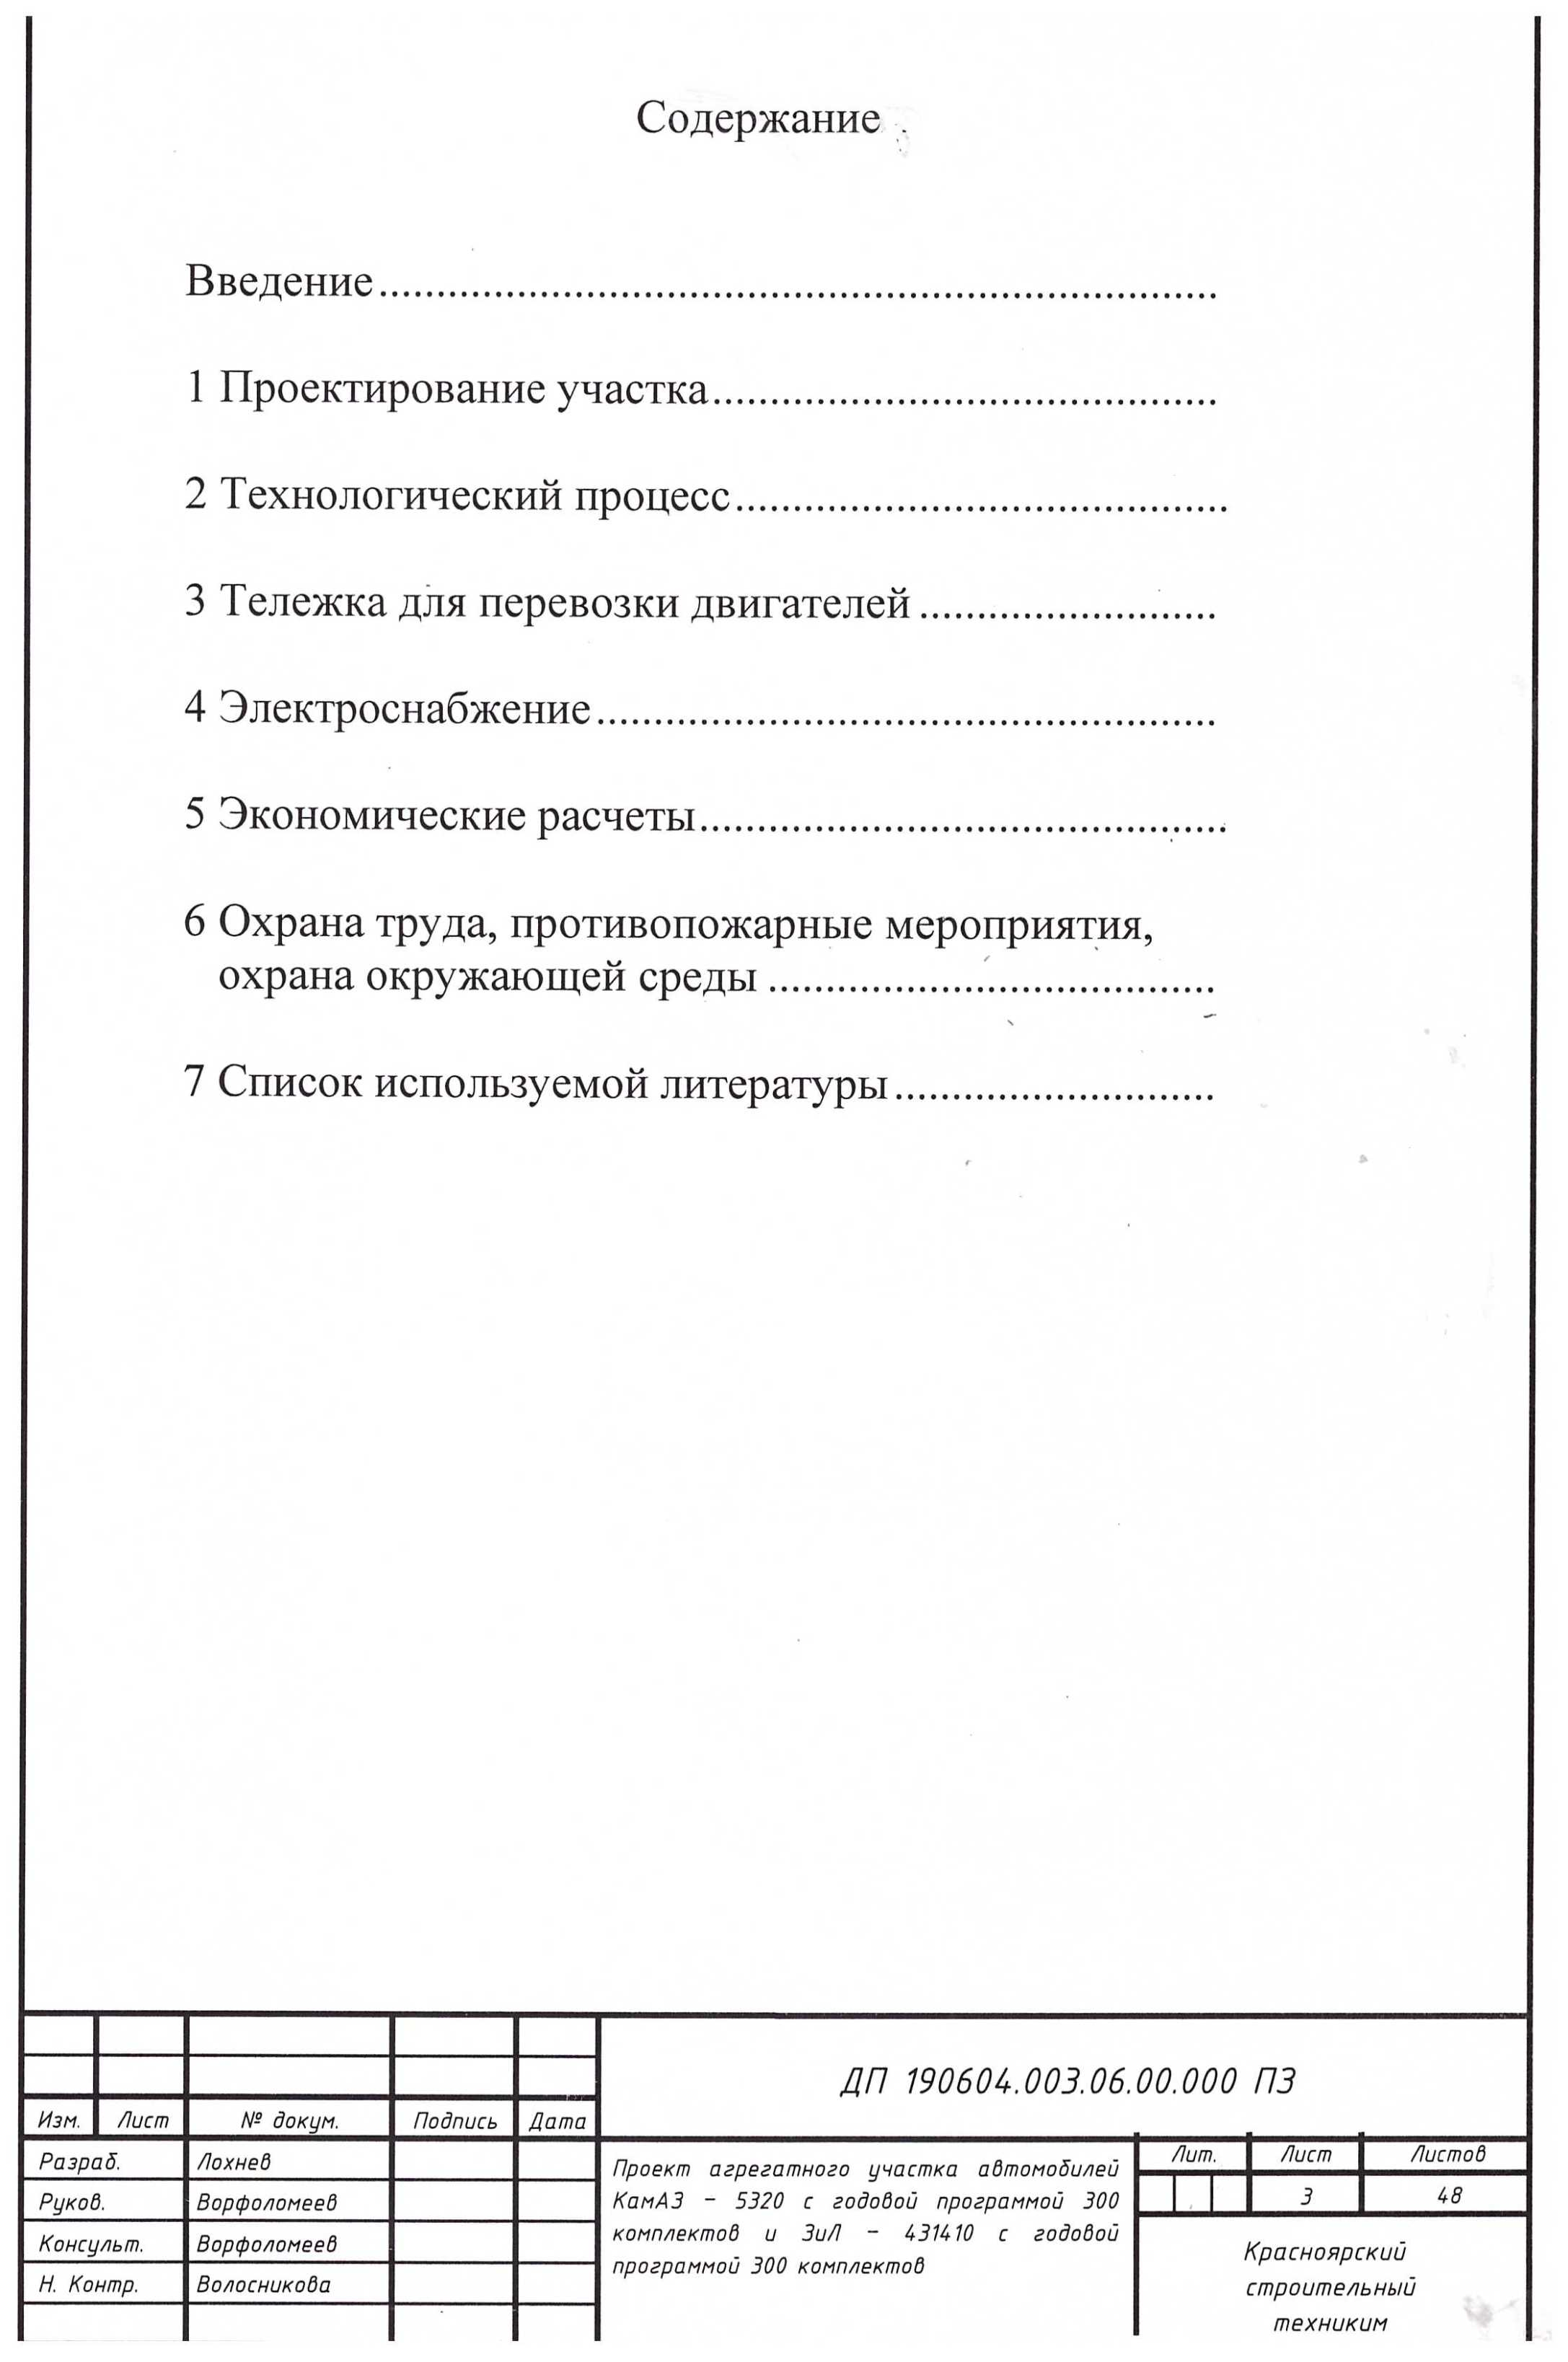 Содержание
Введение
1 Проектирование участка
2 Технологический процесс
3 Тележка для перевозки двигателей
4 Электроснабжение
5 Экономические расчеты
6 Охрана труда, противопожарные мероприятия,
охрана окружающей среды
7 Список используемой литературы
ДП 190604.003.06.00.000 ПЗ
Изм. Лист № докум. Подпись Дата
Разраб. Лохнев
Руков. Ворфоломеев
Консульт. Ворфоломеев
Н. Контр. Волосникова
Проект агрегатного участка автомобилей
КамАЗ - 5320 с годовой программой 300
комплектов и ЗиЛ - 431410 с годовой
программой 300 комплектов
Лит. Лист Листов
3 48
Красноярский
строительный
техником